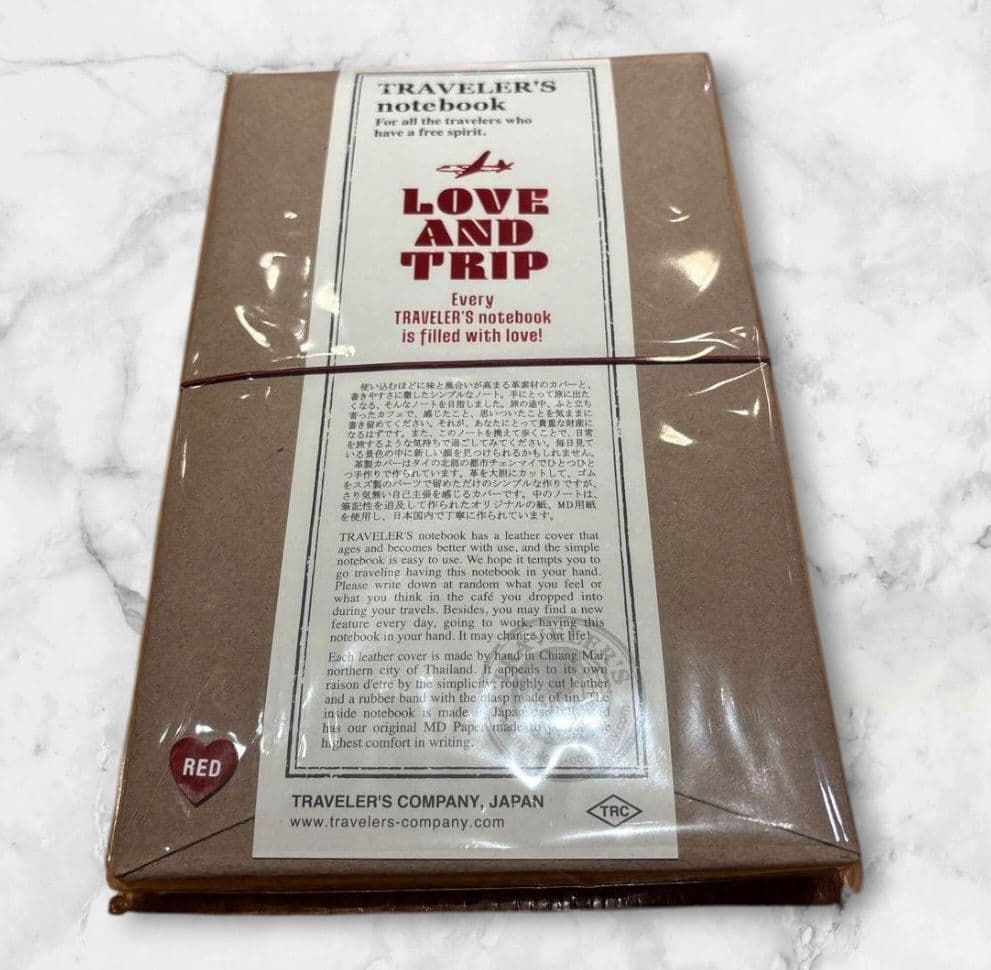 TRAVELER'S
notebook
For all the travelers who
have a free spirit.
LOVE
AND
TRIP
Every
TRAVELER'S notebook
is filled with love!
使い込むほどに味と風合いが高まる革素材のカバーと、
書きやすさに徹したシンプルなノート。手にとって旅に出た
くなる、そんなノートを目指しました。旅の途中、ふと立ち
寄ったカフェで、感じたこと、思いついたことを気ままに
書き留めてください。それが、あなたにとって貴重な財産に
なるはずです。また、このノートを携えて歩くことで、日常
を旅するような気持ちで過ごしてみてください。毎日見て
いる景色の中に新しい顔を見つけられるかもしれません。
革製カバーはタイの北部の都市チェンマイでひとつひと
つ手作りで作られています。革を大胆にカットして、ゴム
をスズ製のパーツで留めただけのシンプルな作りですが、
さり気無い自己主張を感じるカバーです。中のノートは、
筆記性を追及して作られたオリジナルの紙、MD用紙
を使用し、日本国内で丁寧に作られています。
TRAVELER'S notebook has a leather cover that
ages and becomes better with use, and the simple
notebook is easy to use. We hope it tempts you to
go traveling having this notebook in your hand.
Please write down at random what you feel or
what you think in the café you dropped into
during your travels. Besides, you may find a new
feature every day, going to work, having this
notebook in your hand. It may change your life!
Each leather cover is made by hand in Chiang Mai,
northern city of Thailand. It appeals to its own
raison d'etre by the simplicity: roughly cut leather
and a rubber band with the clasp made of tin. The
inside notebook is made Japan
has our original MD Paper made
highest comfort in writing.
RED
TRAVELER'S COMPANY, JAPAN
www.travelers-company.com
TRC